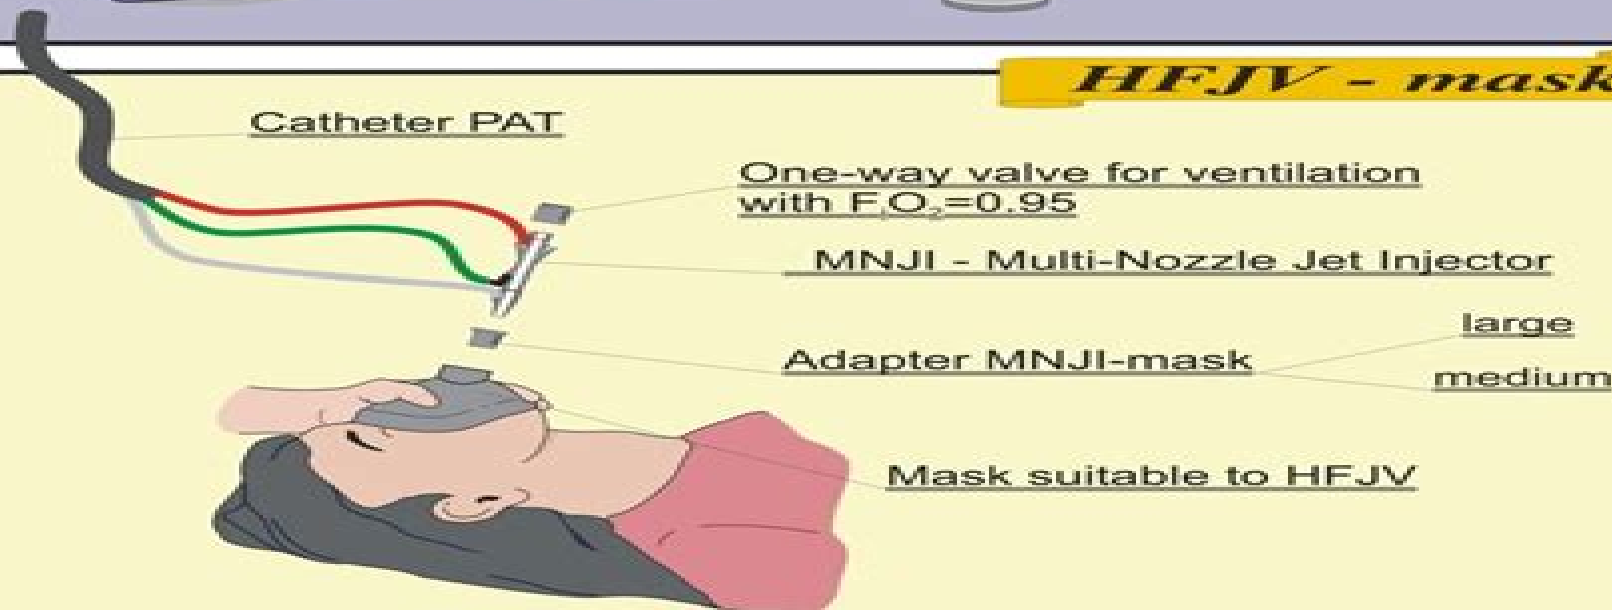 HFJV - mask
Catheter PAT
One-way valve for ventilation
with FiO2=0.95
MNJI - Multi-Nozzle Jet Injector
large
Adapter MNJI-mask
medium
Mask suitable to HFJV